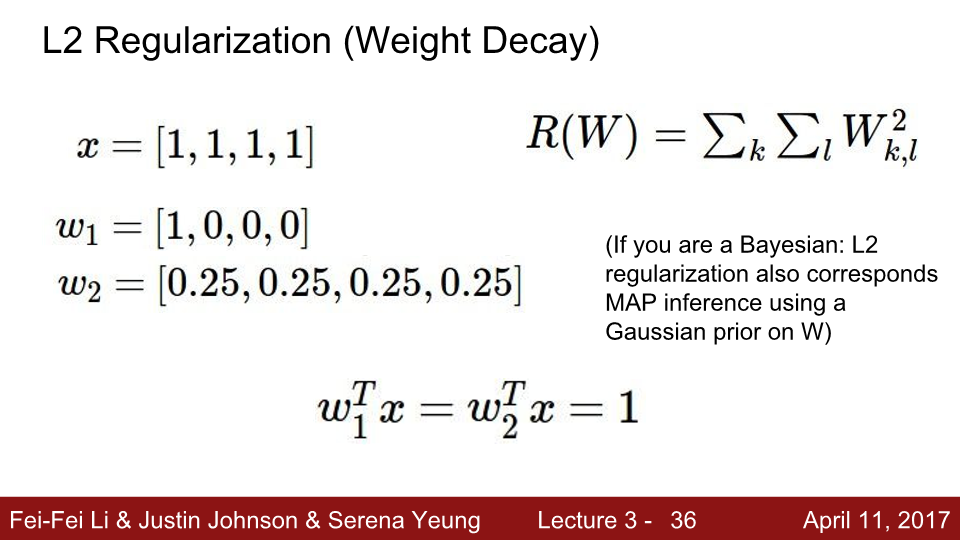 L2 Regularization (Weight Decay)
x = [1, 1, 1, 1]
R(W) = ∑_k ∑_l W_{k,l}^2
w_1 = [1, 0, 0, 0]
w_2 = [0.25, 0.25, 0.25, 0.25]
(If you are a Bayesian: L2
regularization also corresponds
MAP inference using a
Gaussian prior on W)
w_1^T x = w_2^T x = 1
Fei-Fei Li & Justin Johnson & Serena Yeung Lecture 3 - 36 April 11, 2017